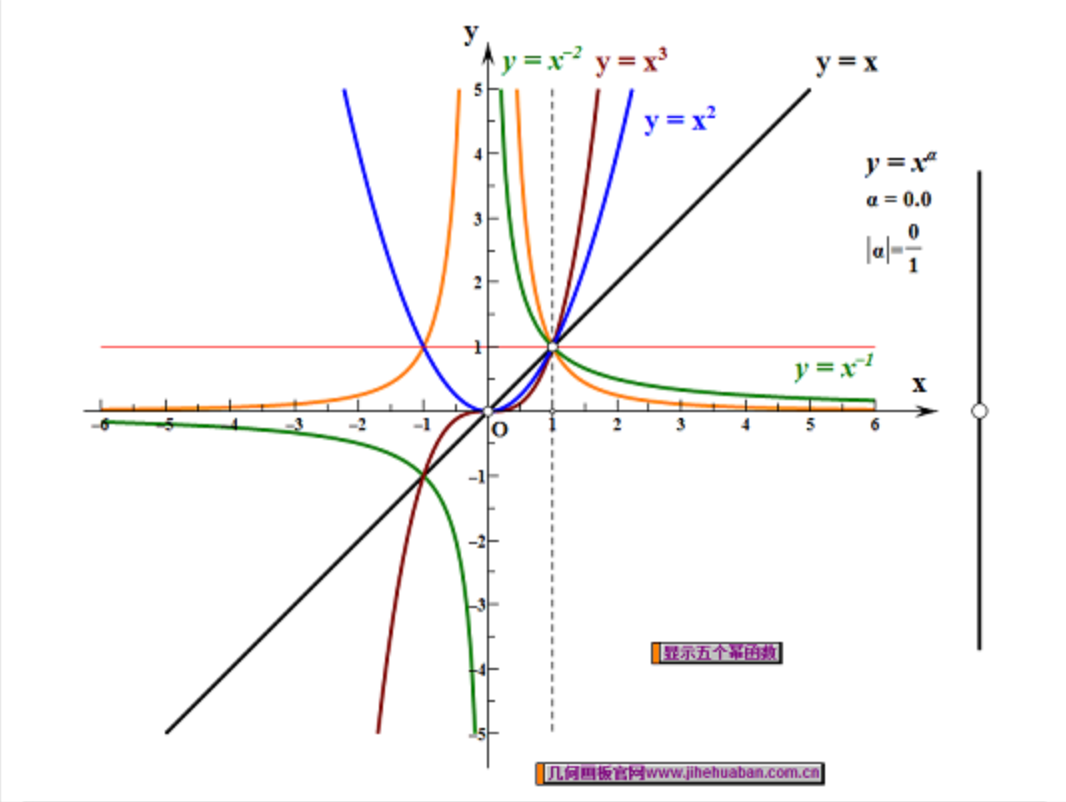 y
y = x⁻² y = x³ y = x
y = x²
y = xᵅ
α = 0.0
|α|=0/1
y = x⁻¹
x
5
4
3
2
1
-6 -5 -4 -3 -2 -1 O 1 2 3 4 5 6
-1
-2
-3
-4
-5
显示五个幂函数
几何画板官网www.jihehuaban.com.cn